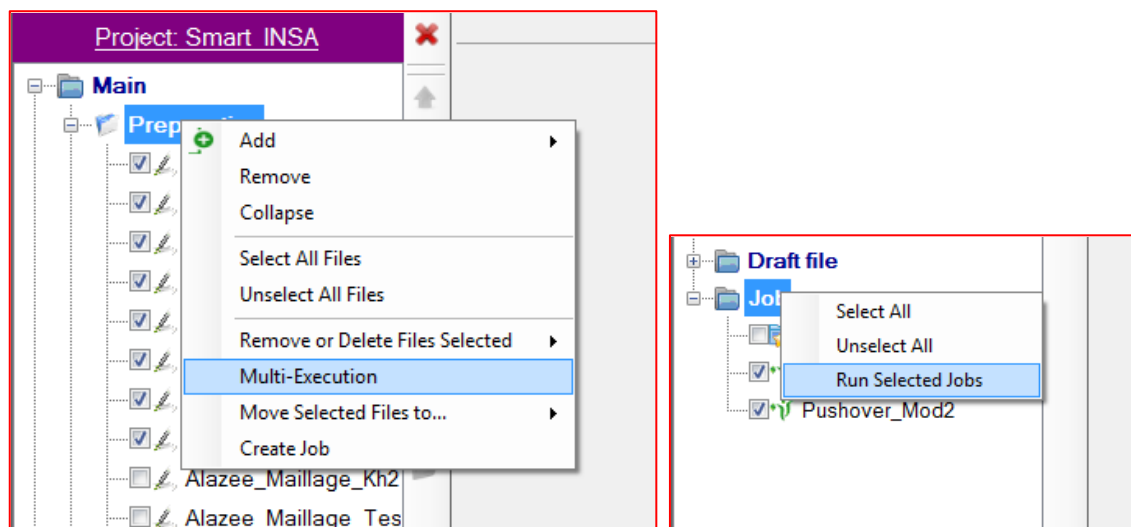 Project: Smart_INSA
Main
Add
Remove
Collapse
Select All Files
Unselect All Files
Remove or Delete Files Selected
Multi-Execution
Move Selected Files to...
Create Job
Alazee_Maillage_Kh2
Alazee_Maillage_Tes
Draft file
Select All
Unselect All
Run Selected Jobs
Pushover_Mod2